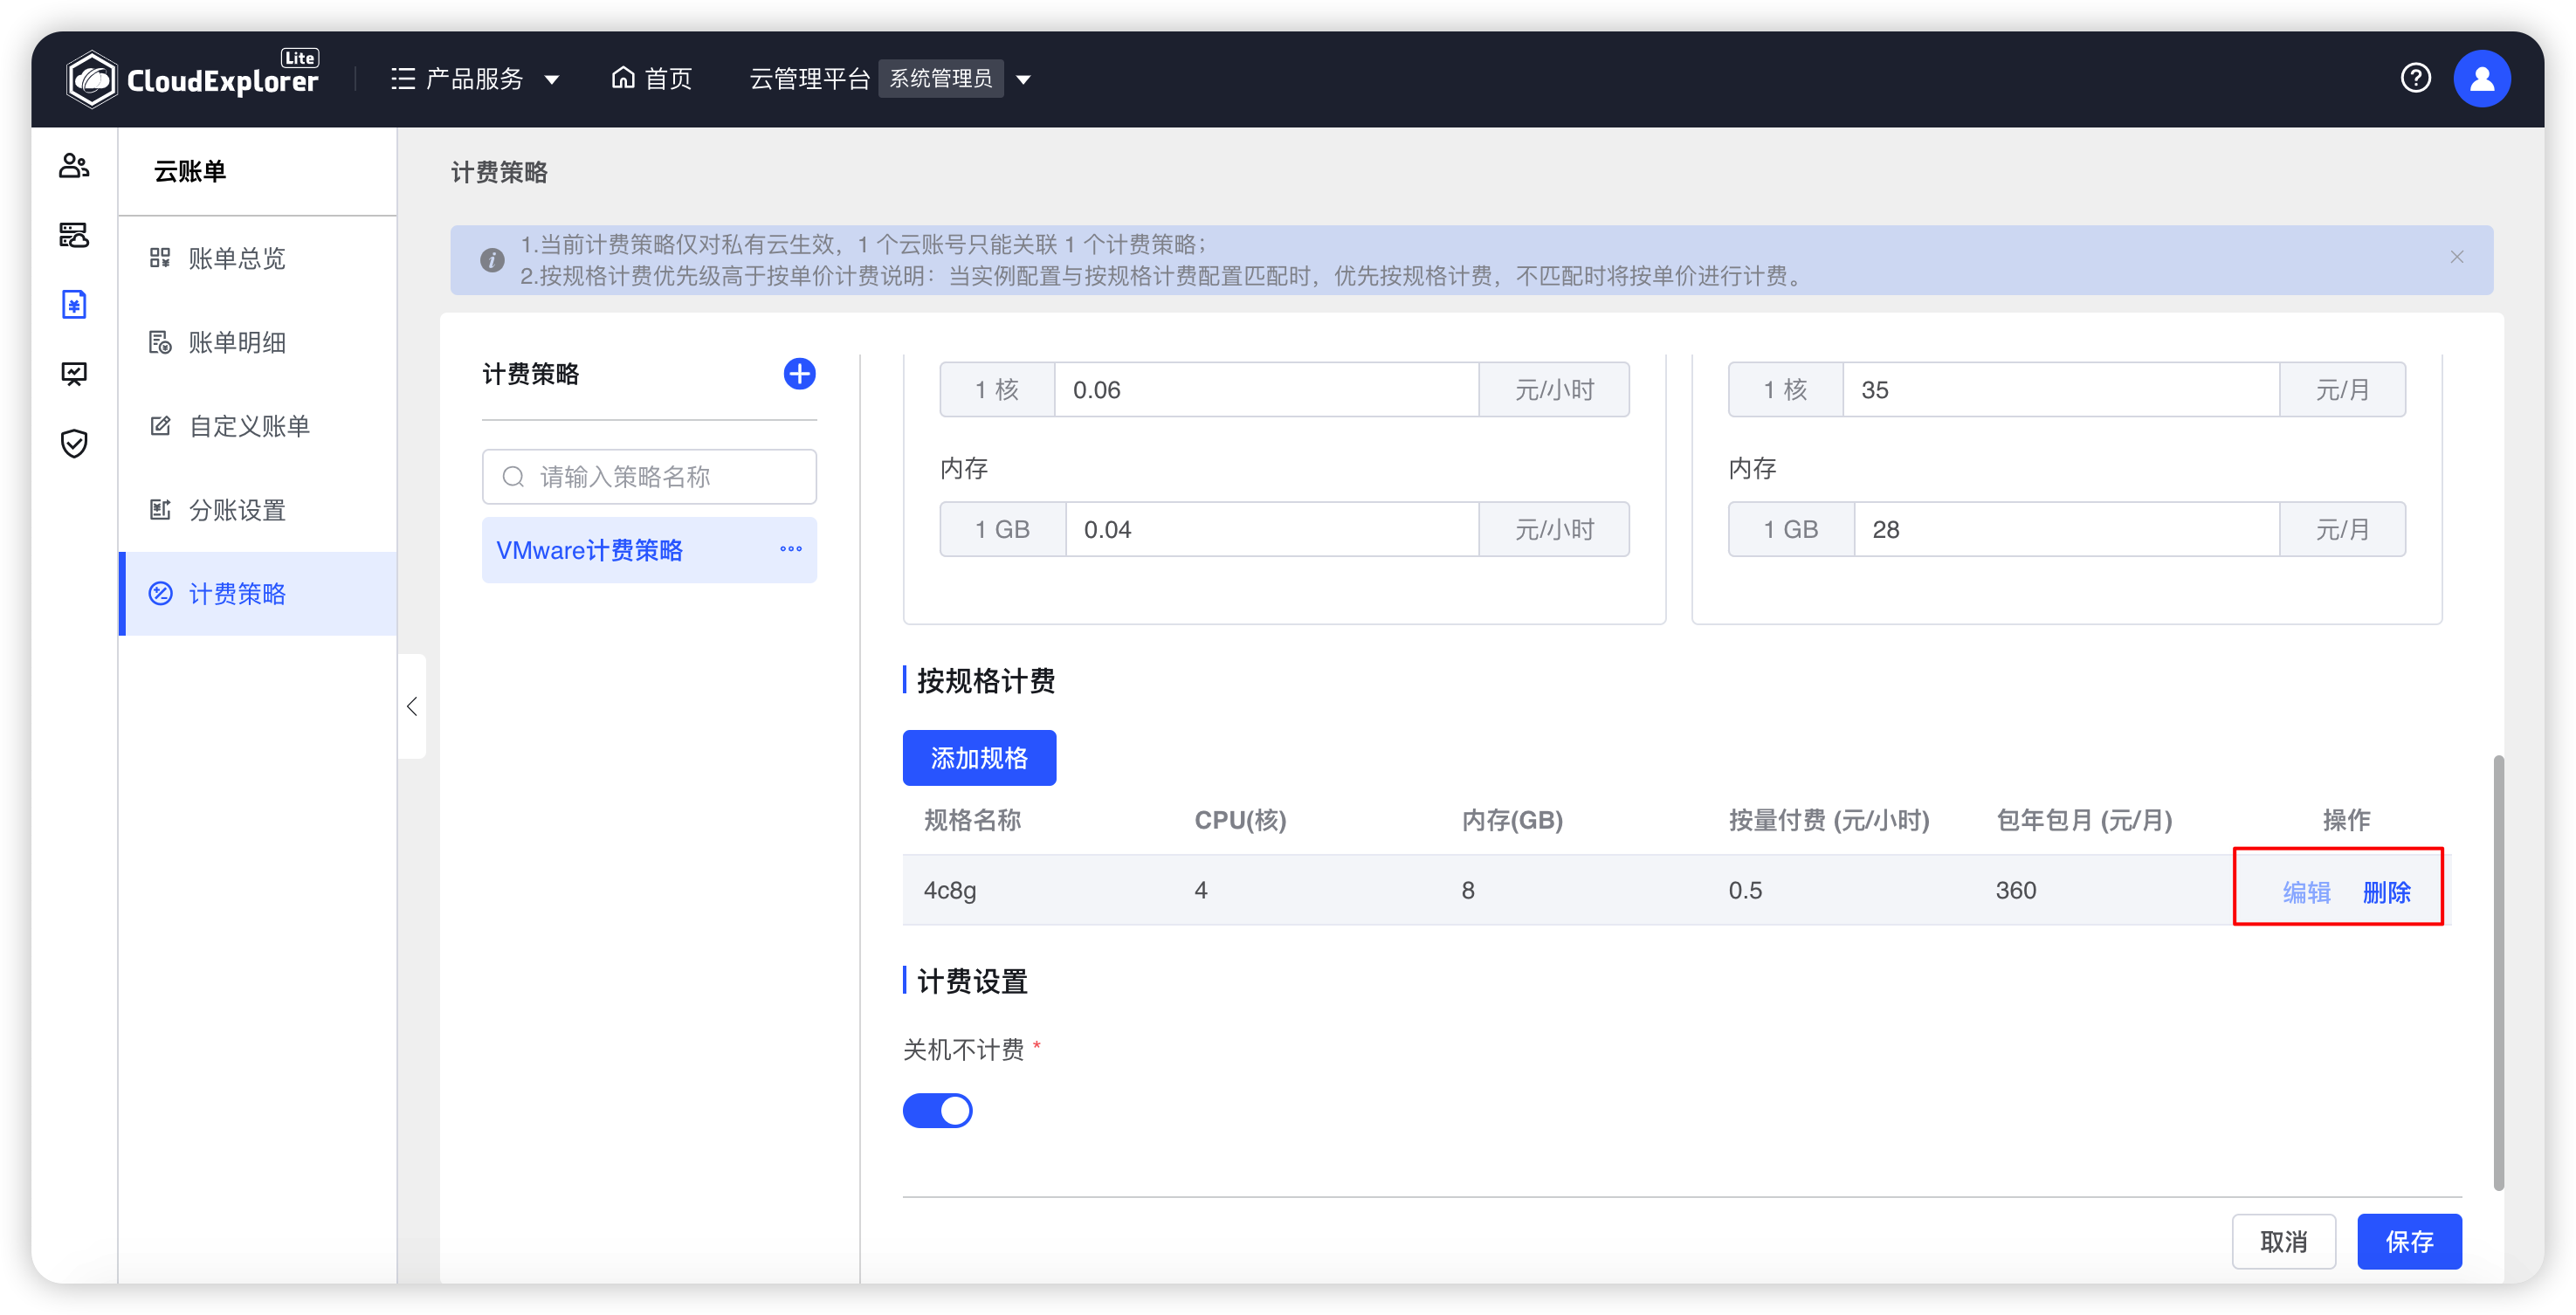 CloudExplorer Lite
产品服务
首页
云管理平台 系统管理员
云账单
账单总览
账单明细
自定义账单
分账设置
计费策略
计费策略
1.当前计费策略仅对私有云生效，1 个云账号只能关联 1 个计费策略；
2.按规格计费优先级高于按单价计费说明：当实例配置与按规格计费配置匹配时，优先按规格计费，不匹配时将按单价进行计费。
计费策略
请输入策略名称
VMware计费策略
1 核 0.06 元/小时
1 核 35 元/月
内存
内存
1 GB 0.04 元/小时
1 GB 28 元/月
按规格计费
添加规格
规格名称 CPU(核) 内存(GB) 按量付费 (元/小时) 包年包月 (元/月) 操作
4c8g 4 8 0.5 360 编辑 删除
计费设置
关机不计费 *
取消 保存